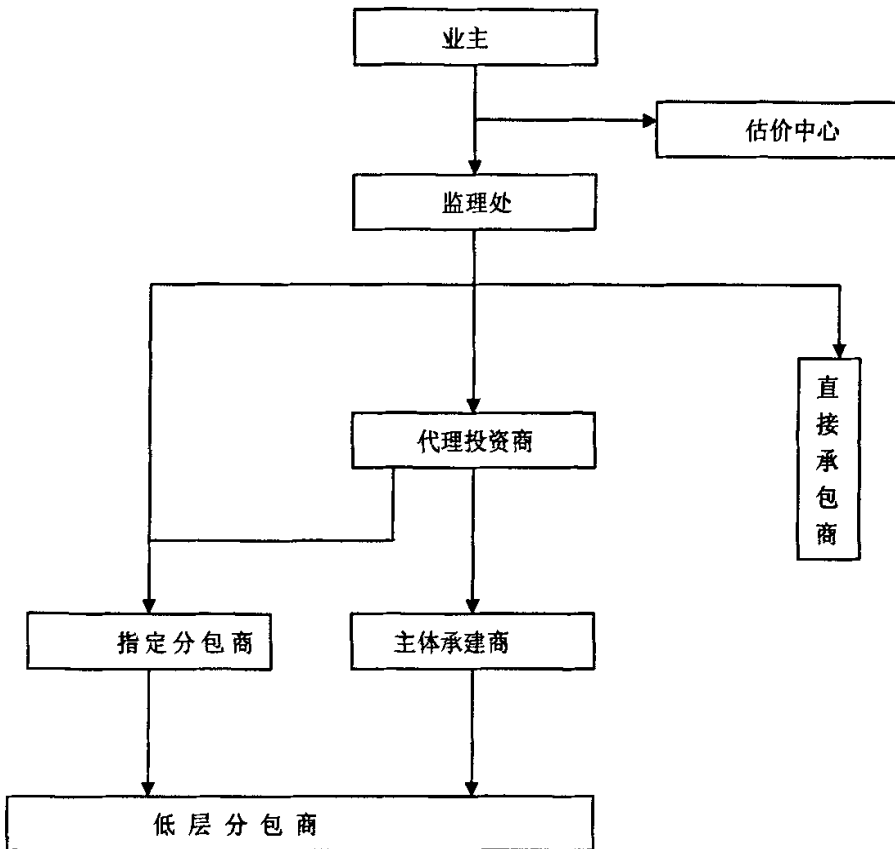 业主
估价中心
监理处
直接承包商
代理投资商
指定分包商
主体承建商
低层分包商